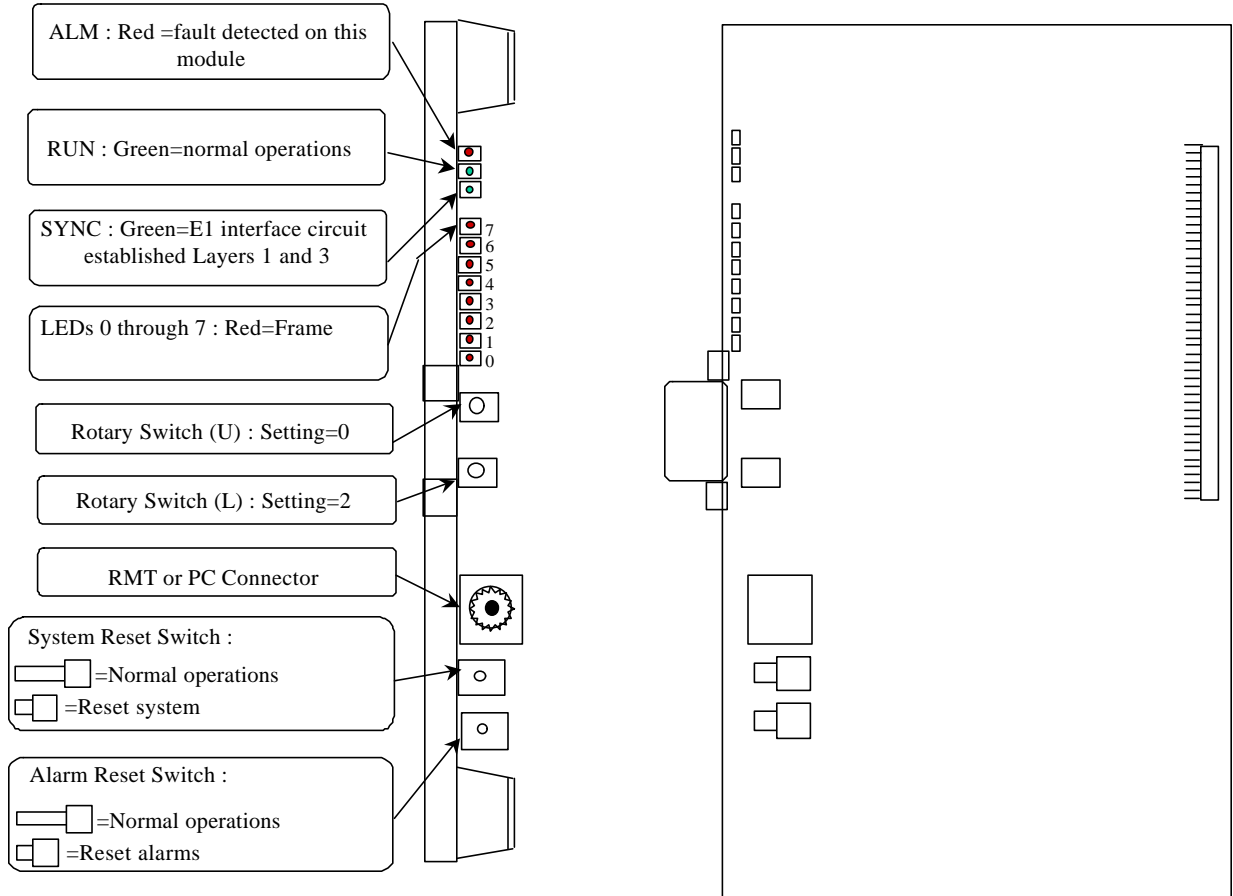 ALM : Red =fault detected on this
module
RUN : Green=normal operations
SYNC : Green=E1 interface circuit
established Layers 1 and 3
LEDs 0 through 7 : Red=Frame
7
6
5
4
3
2
1
0
Rotary Switch (U) : Setting=0
Rotary Switch (L) : Setting=2
RMT or PC Connector
System Reset Switch :
=Normal operations
=Reset system
Alarm Reset Switch :
=Normal operations
=Reset alarms